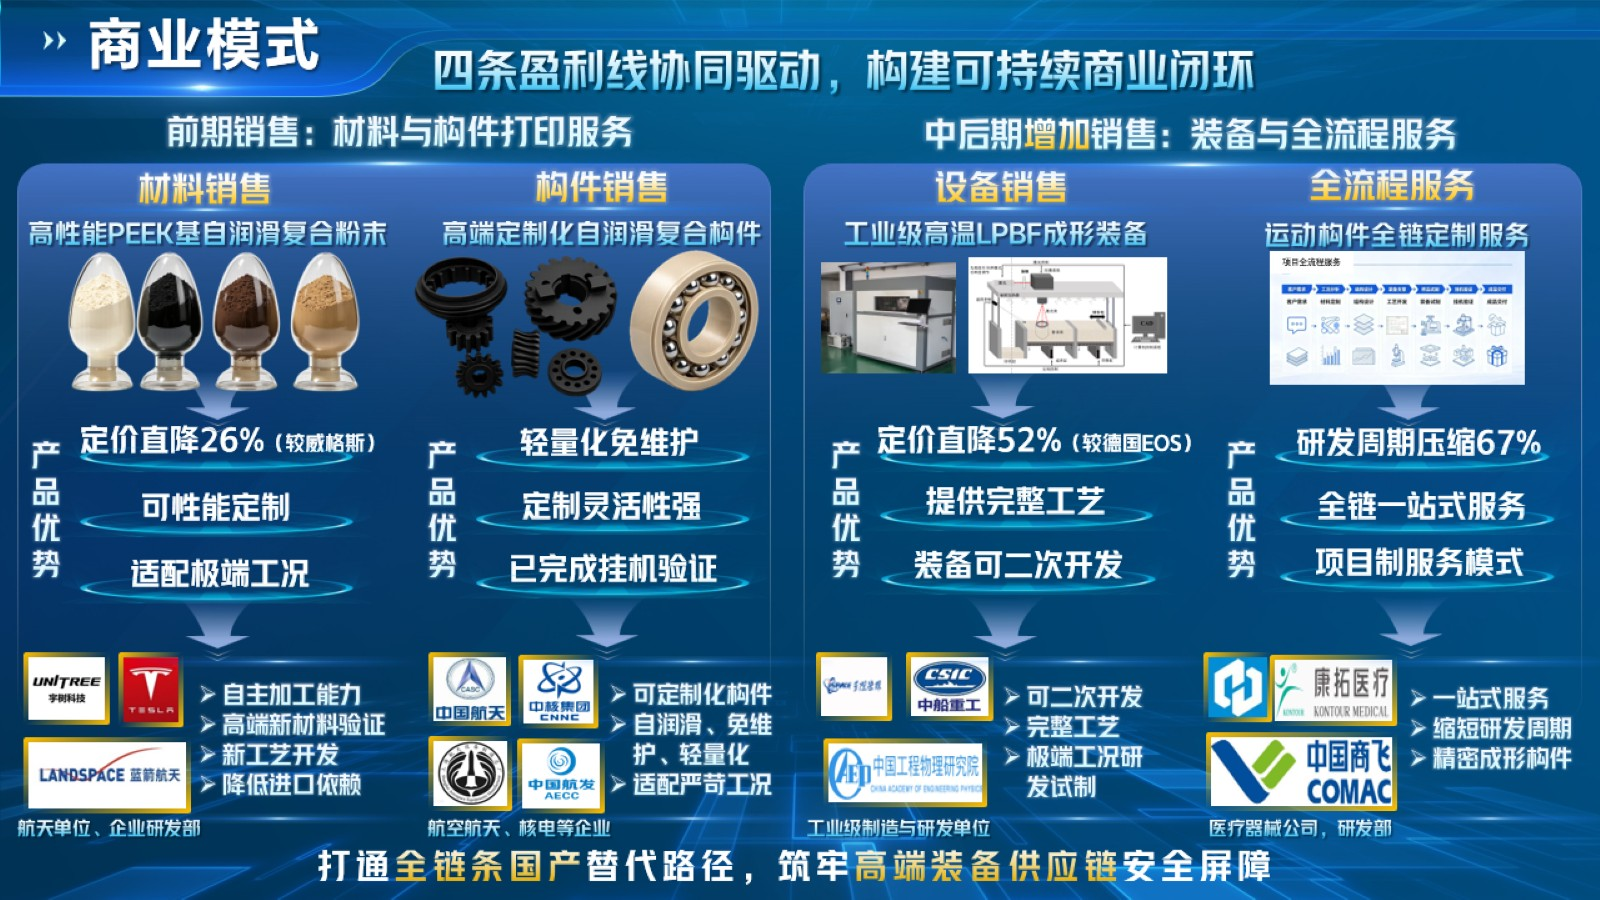 商业模式
四条盈利线协同驱动，构建可持续商业闭环
前期销售：材料与构件打印服务
中后期增加销售：装备与全流程服务
材料销售
高性能PEEK基自润滑复合粉末
产品优势
定价直降26%（较威格斯）
可性能定制
适配极端工况
UNITREE
宇树科技
TESLA
LANDSPACE 蓝箭航天
➢ 自主加工能力
➢ 高端新材料验证
➢ 新工艺开发
➢ 降低进口依赖
航天单位、企业研发部
构件销售
高端定制化自润滑复合构件
产品优势
轻量化免维护
定制灵活性强
已完成挂机验证
CASC
中国航天
中核集团
CNNC
中国航发
AECC
➢ 可定制化构件
➢ 自润滑、免维
护、轻量化
➢ 适配严苛工况
航空航天、核电等企业
设备销售
工业级高温LPBF成形装备
产品优势
定价直降52%（较德国EOS）
提供完整工艺
装备可二次开发
CSIC
中船重工
中国工程物理研究院
CHINA ACADEMY OF ENGINEERING PHYSICS
➢ 可二次开发
➢ 完整工艺
➢ 极端工况研
发试制
工业级制造与研发单位
全流程服务
运动构件全链定制服务
项目全流程服务
产品优势
研发周期压缩67%
全链一站式服务
项目制服务模式
KONTOUR
康拓医疗
KONTOUR MEDICAL
中国商飞
COMAC
➢ 一站式服务
➢ 缩短研发周期
➢ 精密成形构件
医疗器械公司，研发部
打通全链条国产替代路径，筑牢高端装备供应链安全屏障